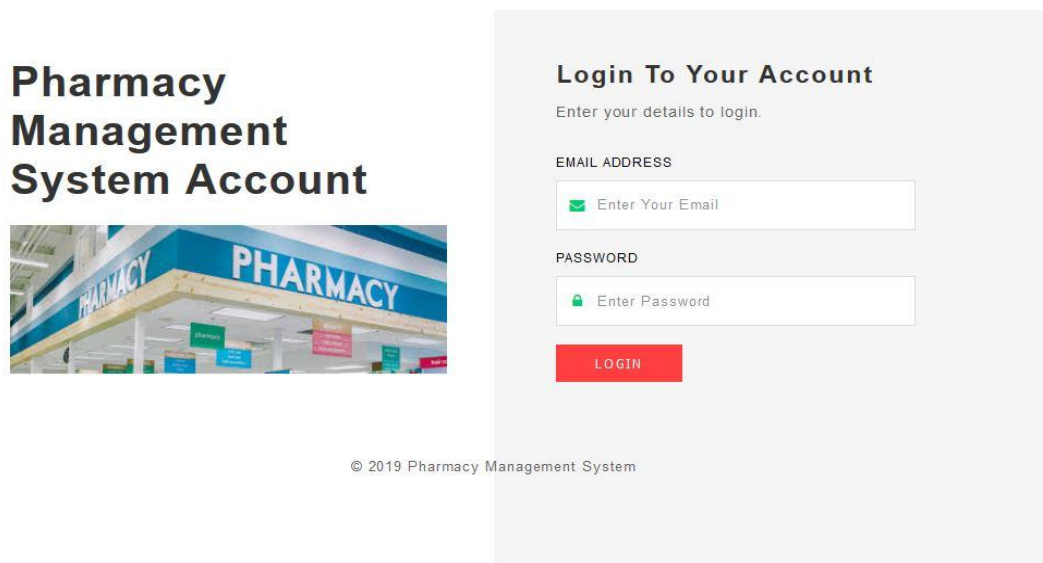 Pharmacy
Management
System Account
PHARMACY
PHARMACY
pharmacy
Login To Your Account
Enter your details to login.
EMAIL ADDRESS
Enter Your Email
PASSWORD
Enter Password
LOGIN
© 2019 Pharmacy Management System